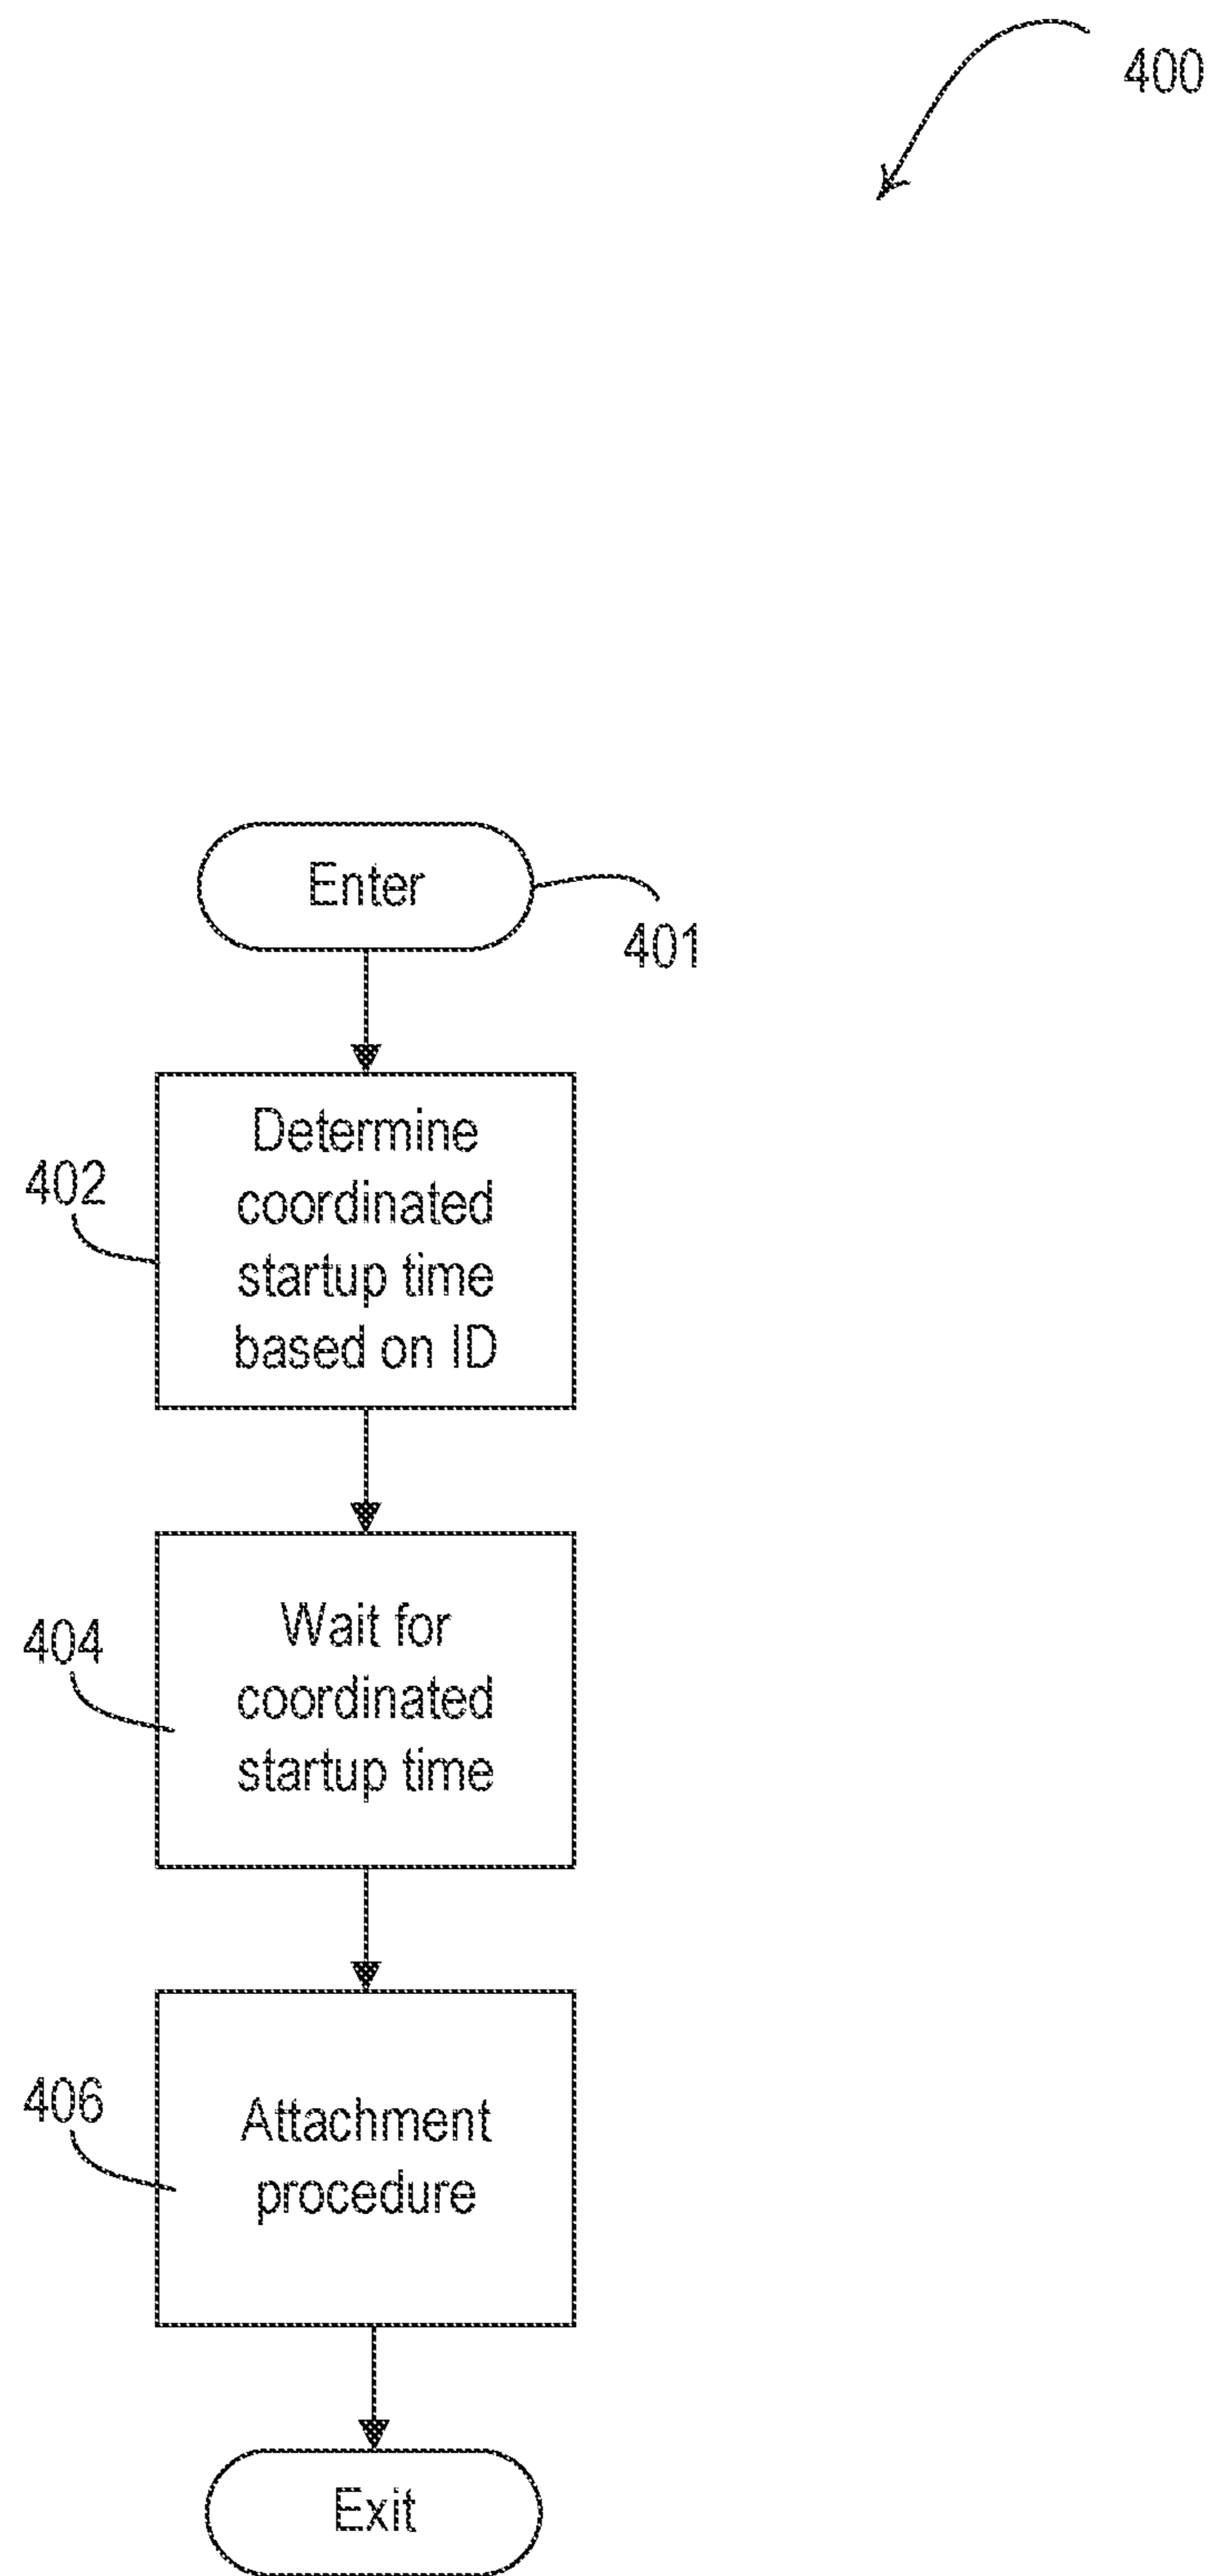 400
Enter
401
402
Determine
coordinated
startup time
based on ID
404
Wait for
coordinated
startup time
406
Attachment
procedure
Exit